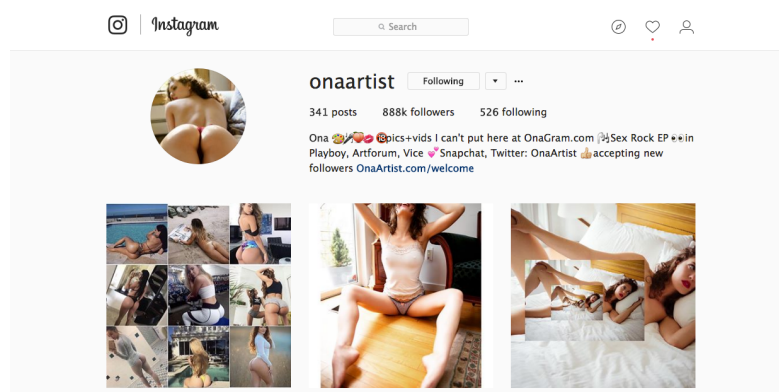 Instagram
Search
onaartist Following
341 posts 888k followers 526 following
Ona 🎨🎤🍑💋🔞pics+vids I can't put here at OnaGram.com 🎼Sex Rock EP 👀in
Playboy, Artforum, Vice 💕Snapchat, Twitter: OnaArtist 👍🏼accepting new
followers OnaArtist.com/welcome